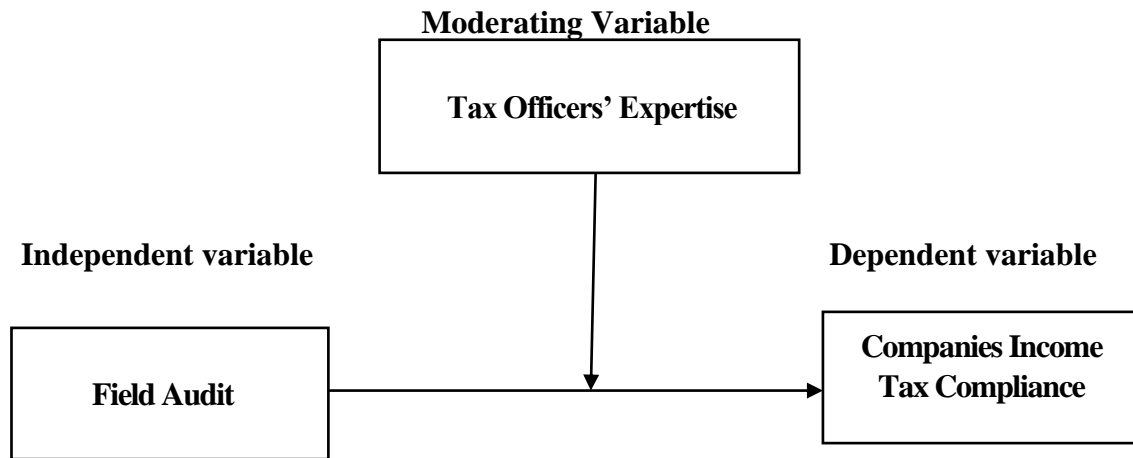 Moderating Variable
Tax Officers’ Expertise
Independent variable
Dependent variable
Field Audit
Companies Income
Tax Compliance